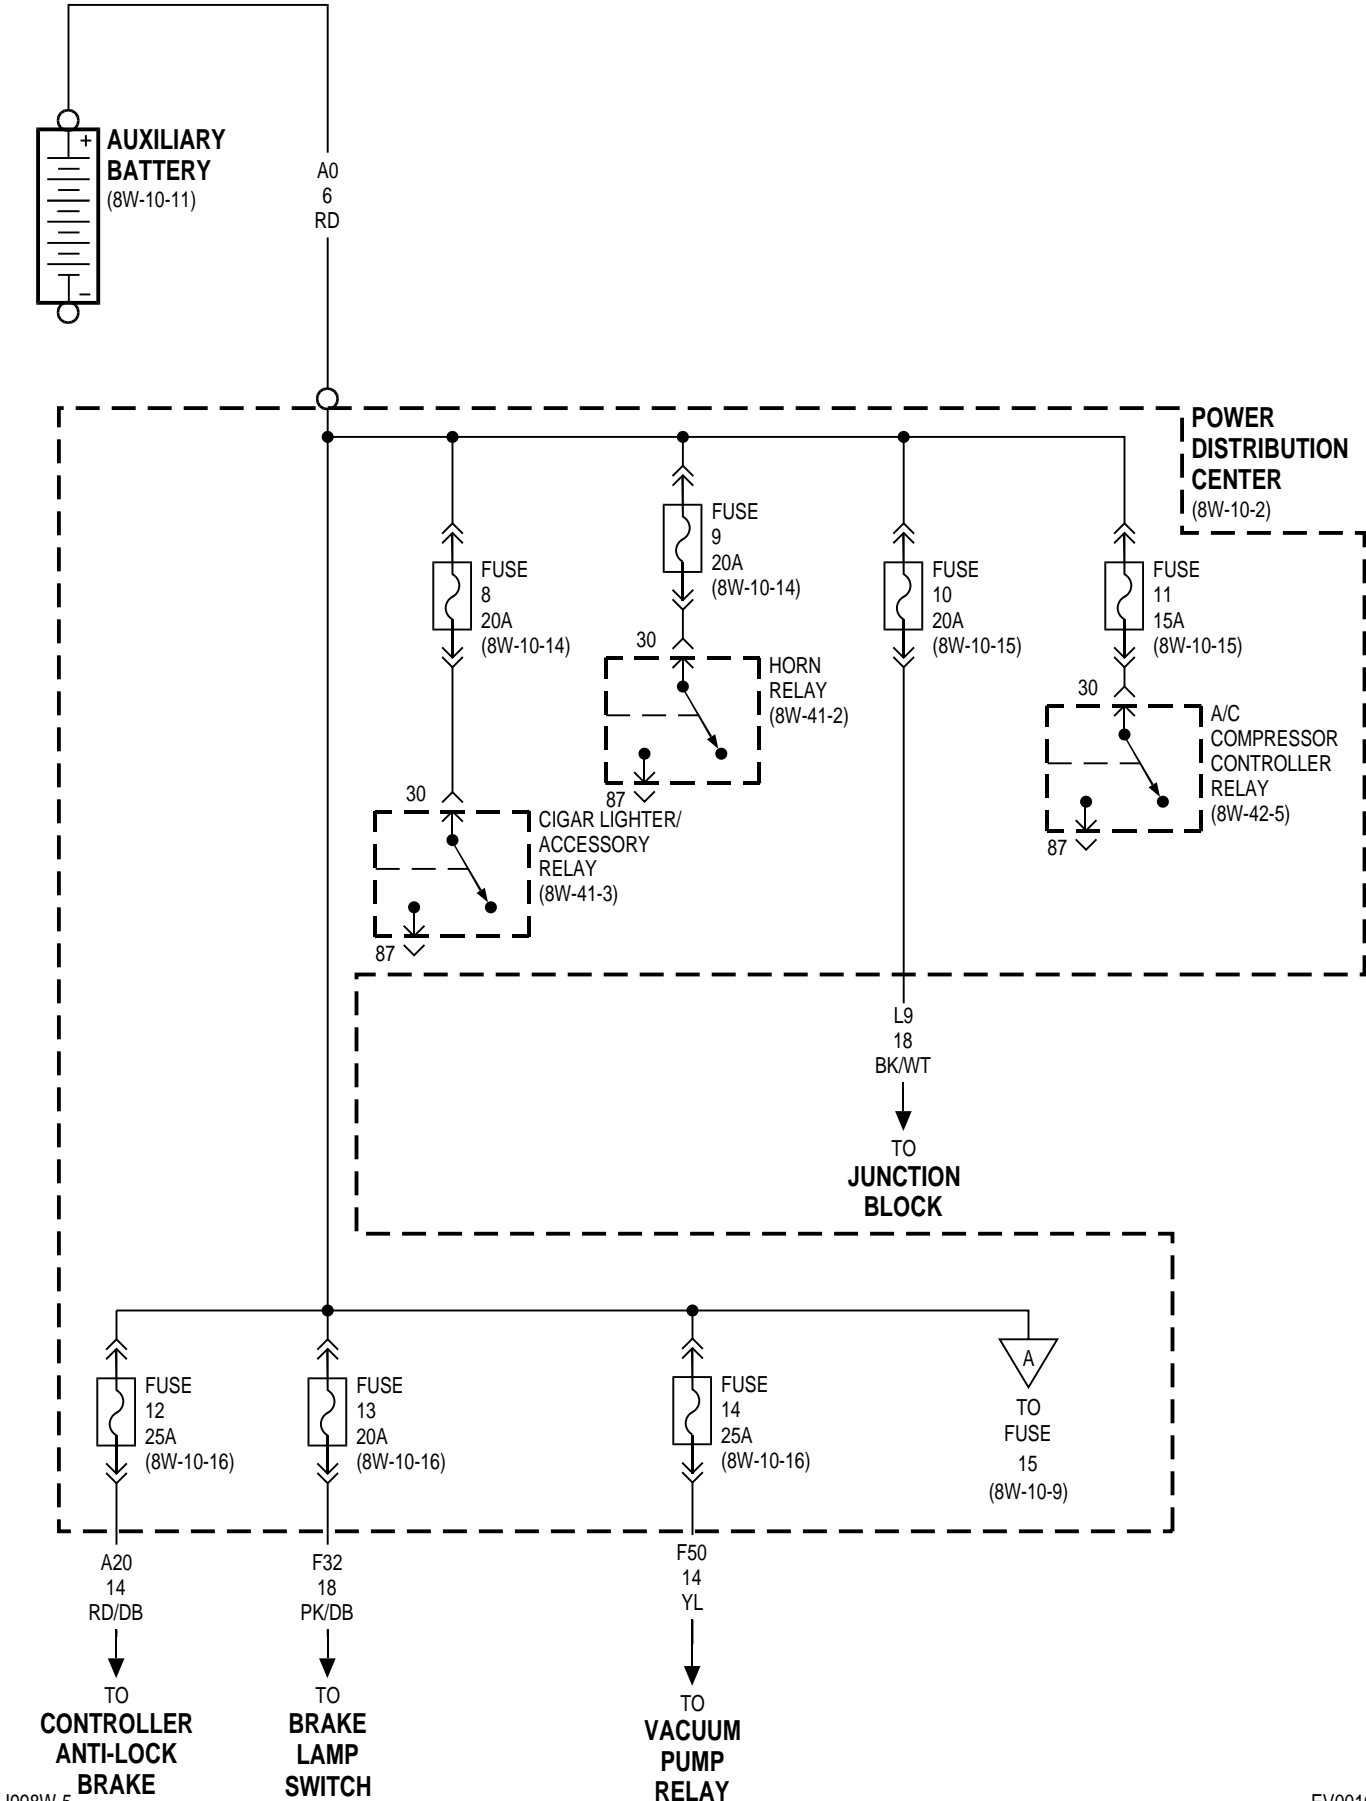 +
AUXILIARY
BATTERY
(8W-10-11)
–
A0
6
RD
POWER
DISTRIBUTION
CENTER
(8W-10-2)
FUSE
8
20A
(8W-10-14)
FUSE
9
20A
(8W-10-14)
FUSE
10
20A
(8W-10-15)
FUSE
11
15A
(8W-10-15)
30
HORN
RELAY
(8W-41-2)
87
30
A/C
COMPRESSOR
CONTROLLER
RELAY
(8W-42-5)
87
30
CIGAR LIGHTER/
ACCESSORY
RELAY
(8W-41-3)
87
L9
18
BK/WT
TO
JUNCTION
BLOCK
FUSE
12
25A
(8W-10-16)
FUSE
13
20A
(8W-10-16)
FUSE
14
25A
(8W-10-16)
A
TO
FUSE
15
(8W-10-9)
A20
14
RD/DB
TO
CONTROLLER
ANTI-LOCK
BRAKE
F32
18
PK/DB
TO
BRAKE
LAMP
SWITCH
F50
14
YL
TO
VACUUM
PUMP
RELAY